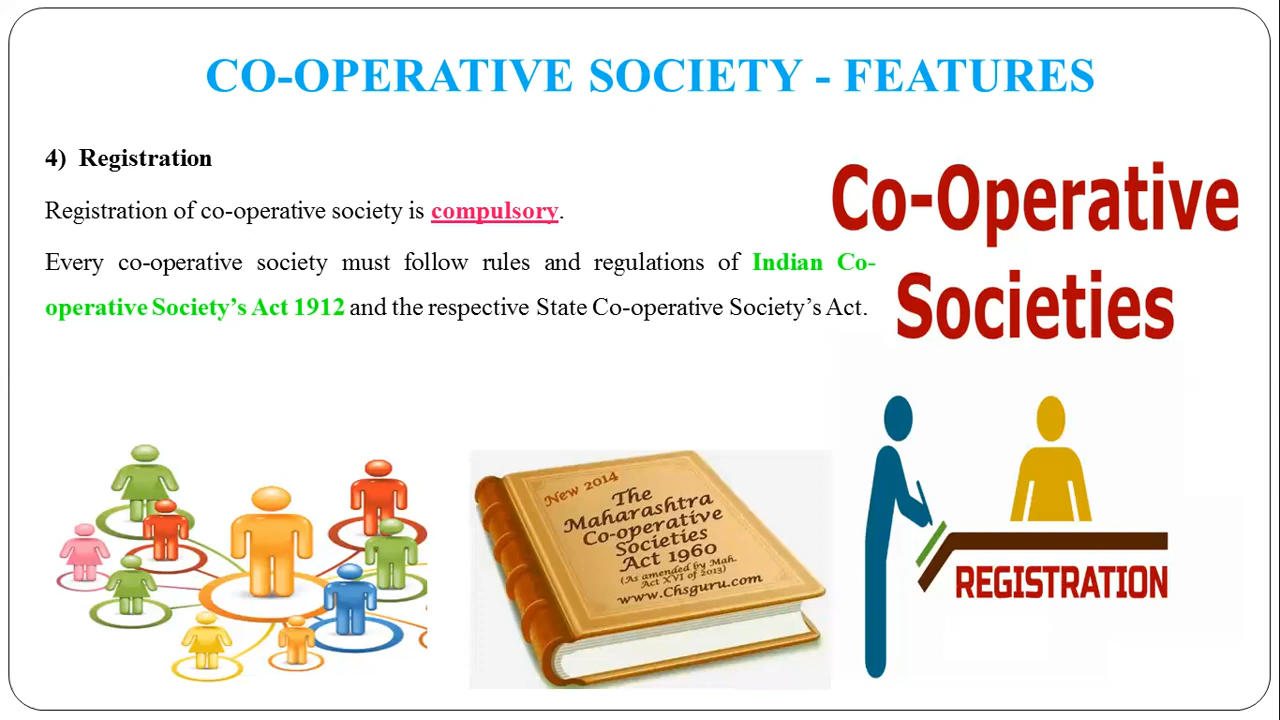 CO-OPERATIVE SOCIETY - FEATURES
4) Registration
Registration of co-operative society is compulsory.
Every co-operative society must follow rules and regulations of Indian Co-
operative Society’s Act 1912 and the respective State Co-operative Society’s Act.
Co-Operative
Societies
New 2014
The
Maharashtra
Co-operative
Societies
Act 1960
(As amended by Mah.
Act XVI of 2013)
www.Chsguru.com
REGISTRATION